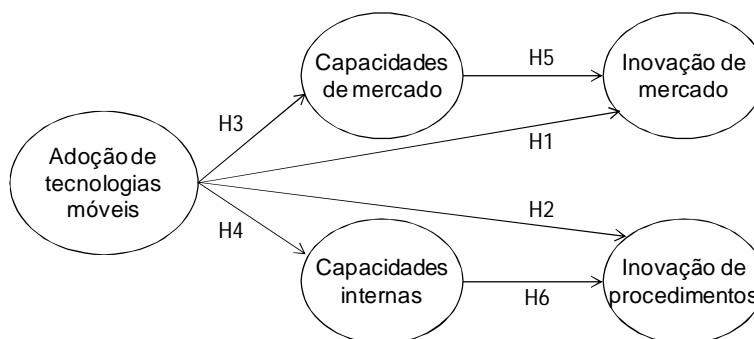 Capacidades
de mercado
H5
Inovação de
mercado
H3
H1
Adoção de
tecnologias
móveis
H2
H4
Capacidades
internas
H6
Inovação de
procedimentos